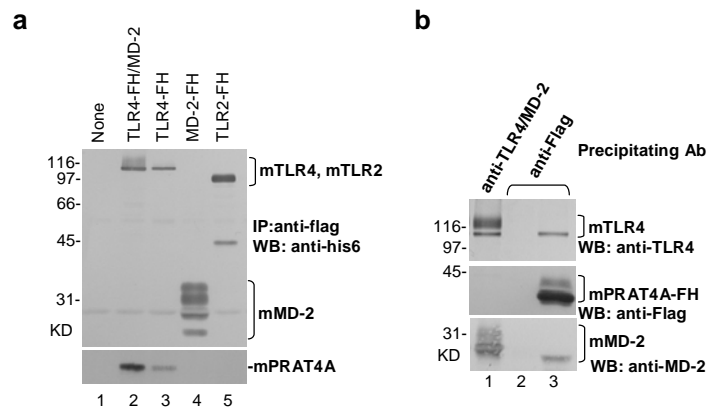 a
None
TLR4-FH/MD-2
TLR4-FH
MD-2-FH
TLR2-FH
116-
97-
66-
45-
31-
KD
mTLR4, mTLR2
IP:anti-flag
WB: anti-his6
mMD-2
-mPRAT4A
1 2 3 4 5
b
anti-TLR4/MD-2
anti-Flag
Precipitating Ab
116-
97-
mTLR4
WB: anti-TLR4
45-
mPRAT4A-FH
WB: anti-Flag
31-
KD
mMD-2
WB: anti-MD-2
1 2 3